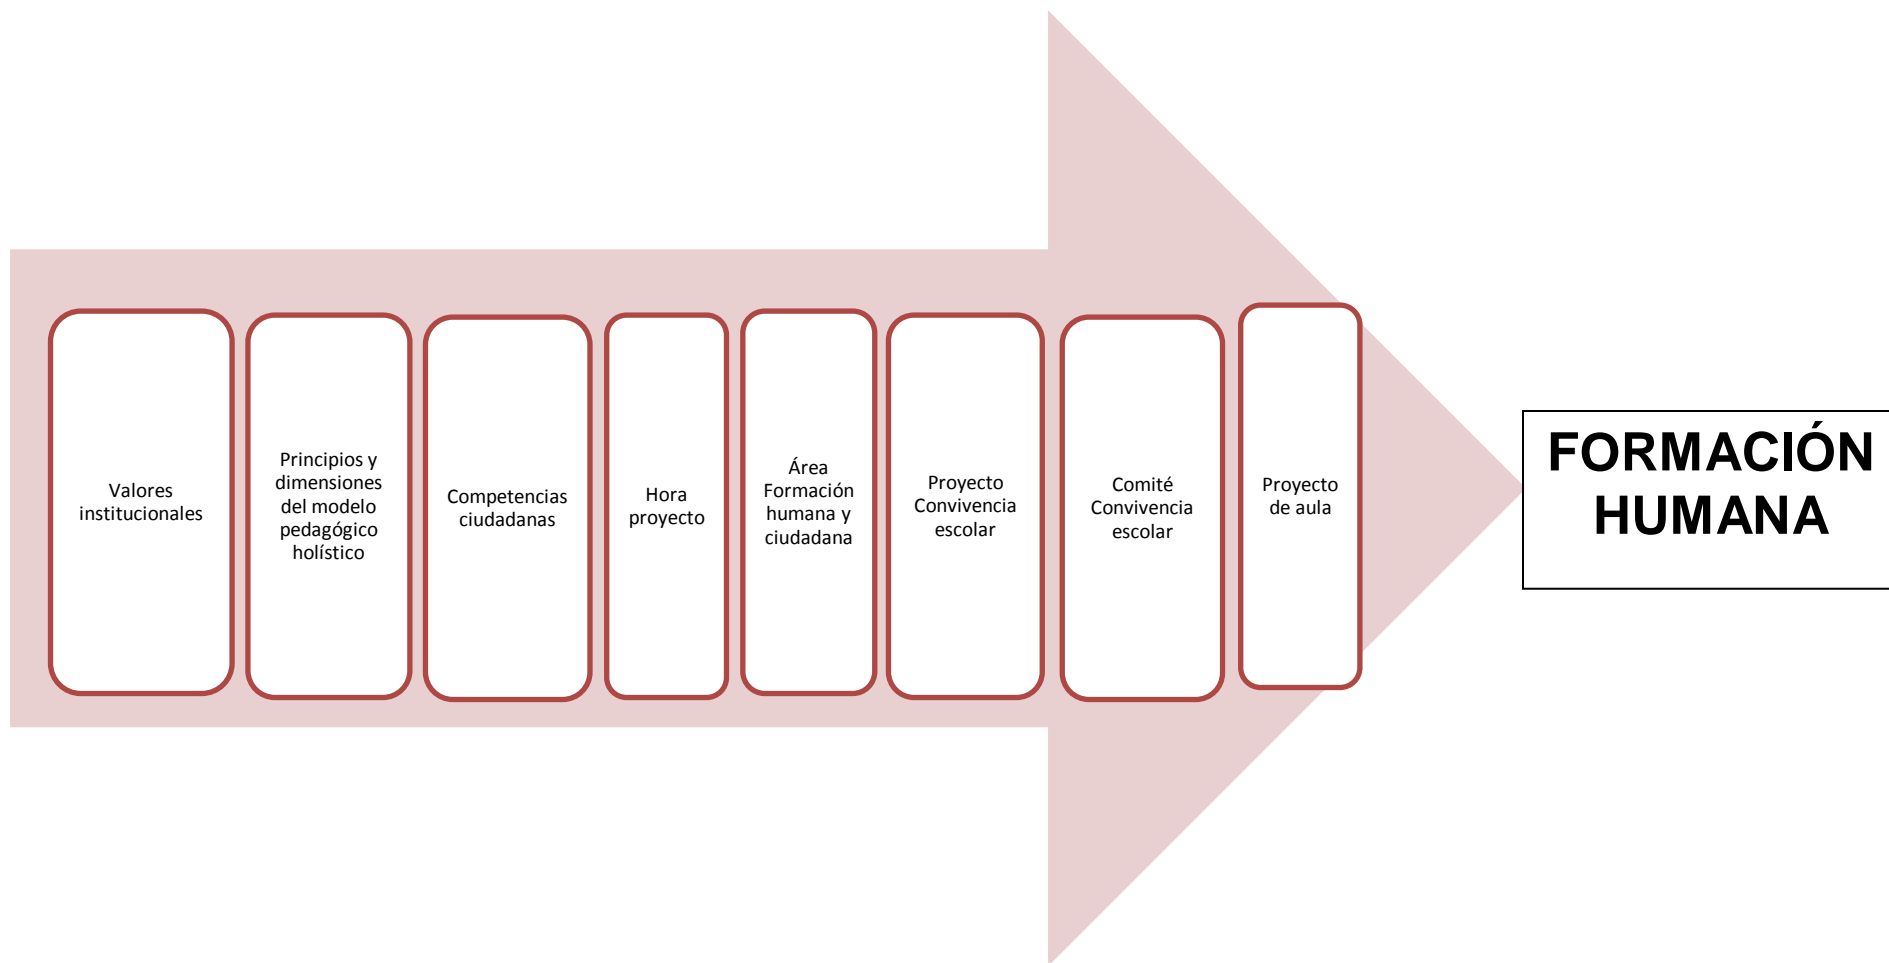 Valores
institucionales
Principios y
dimensiones
del modelo
pedagógico
holístico
Competencias
ciudadanas
Hora
proyecto
Área
Formación
humana y
ciudadana
Proyecto
Convivencia
escolar
Comité
Convivencia
escolar
Proyecto
de aula
FORMACIÓN
HUMANA